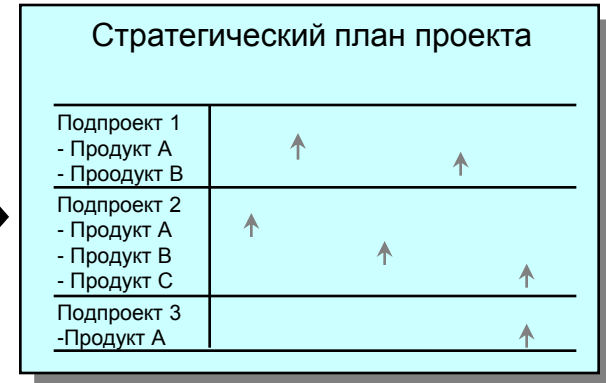 Стратегический план проекта
Подпроект 1
- Продукт А
- Проодукт В
Подпроект 2
- Продукт А
- Продукт В
- Продукт С
Подпроект 3
-Продукт А